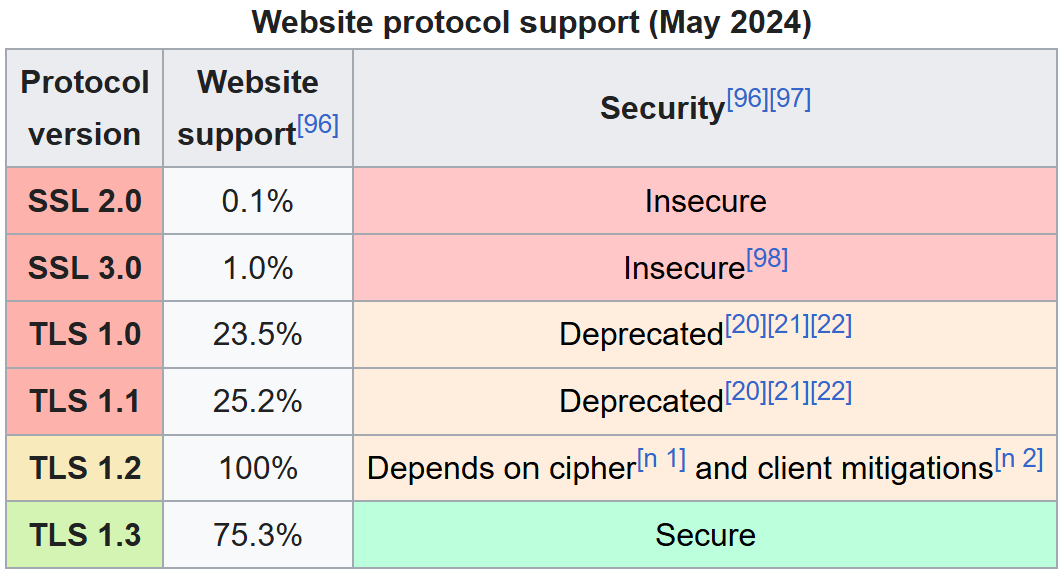 Website protocol support (May 2024)
Protocol version
Website support[96]
Security[96][97]
SSL 2.0 0.1% Insecure
SSL 3.0 1.0% Insecure[98]
TLS 1.0 23.5% Deprecated[20][21][22]
TLS 1.1 25.2% Deprecated[20][21][22]
TLS 1.2 100% Depends on cipher[n 1] and client mitigations[n 2]
TLS 1.3 75.3% Secure